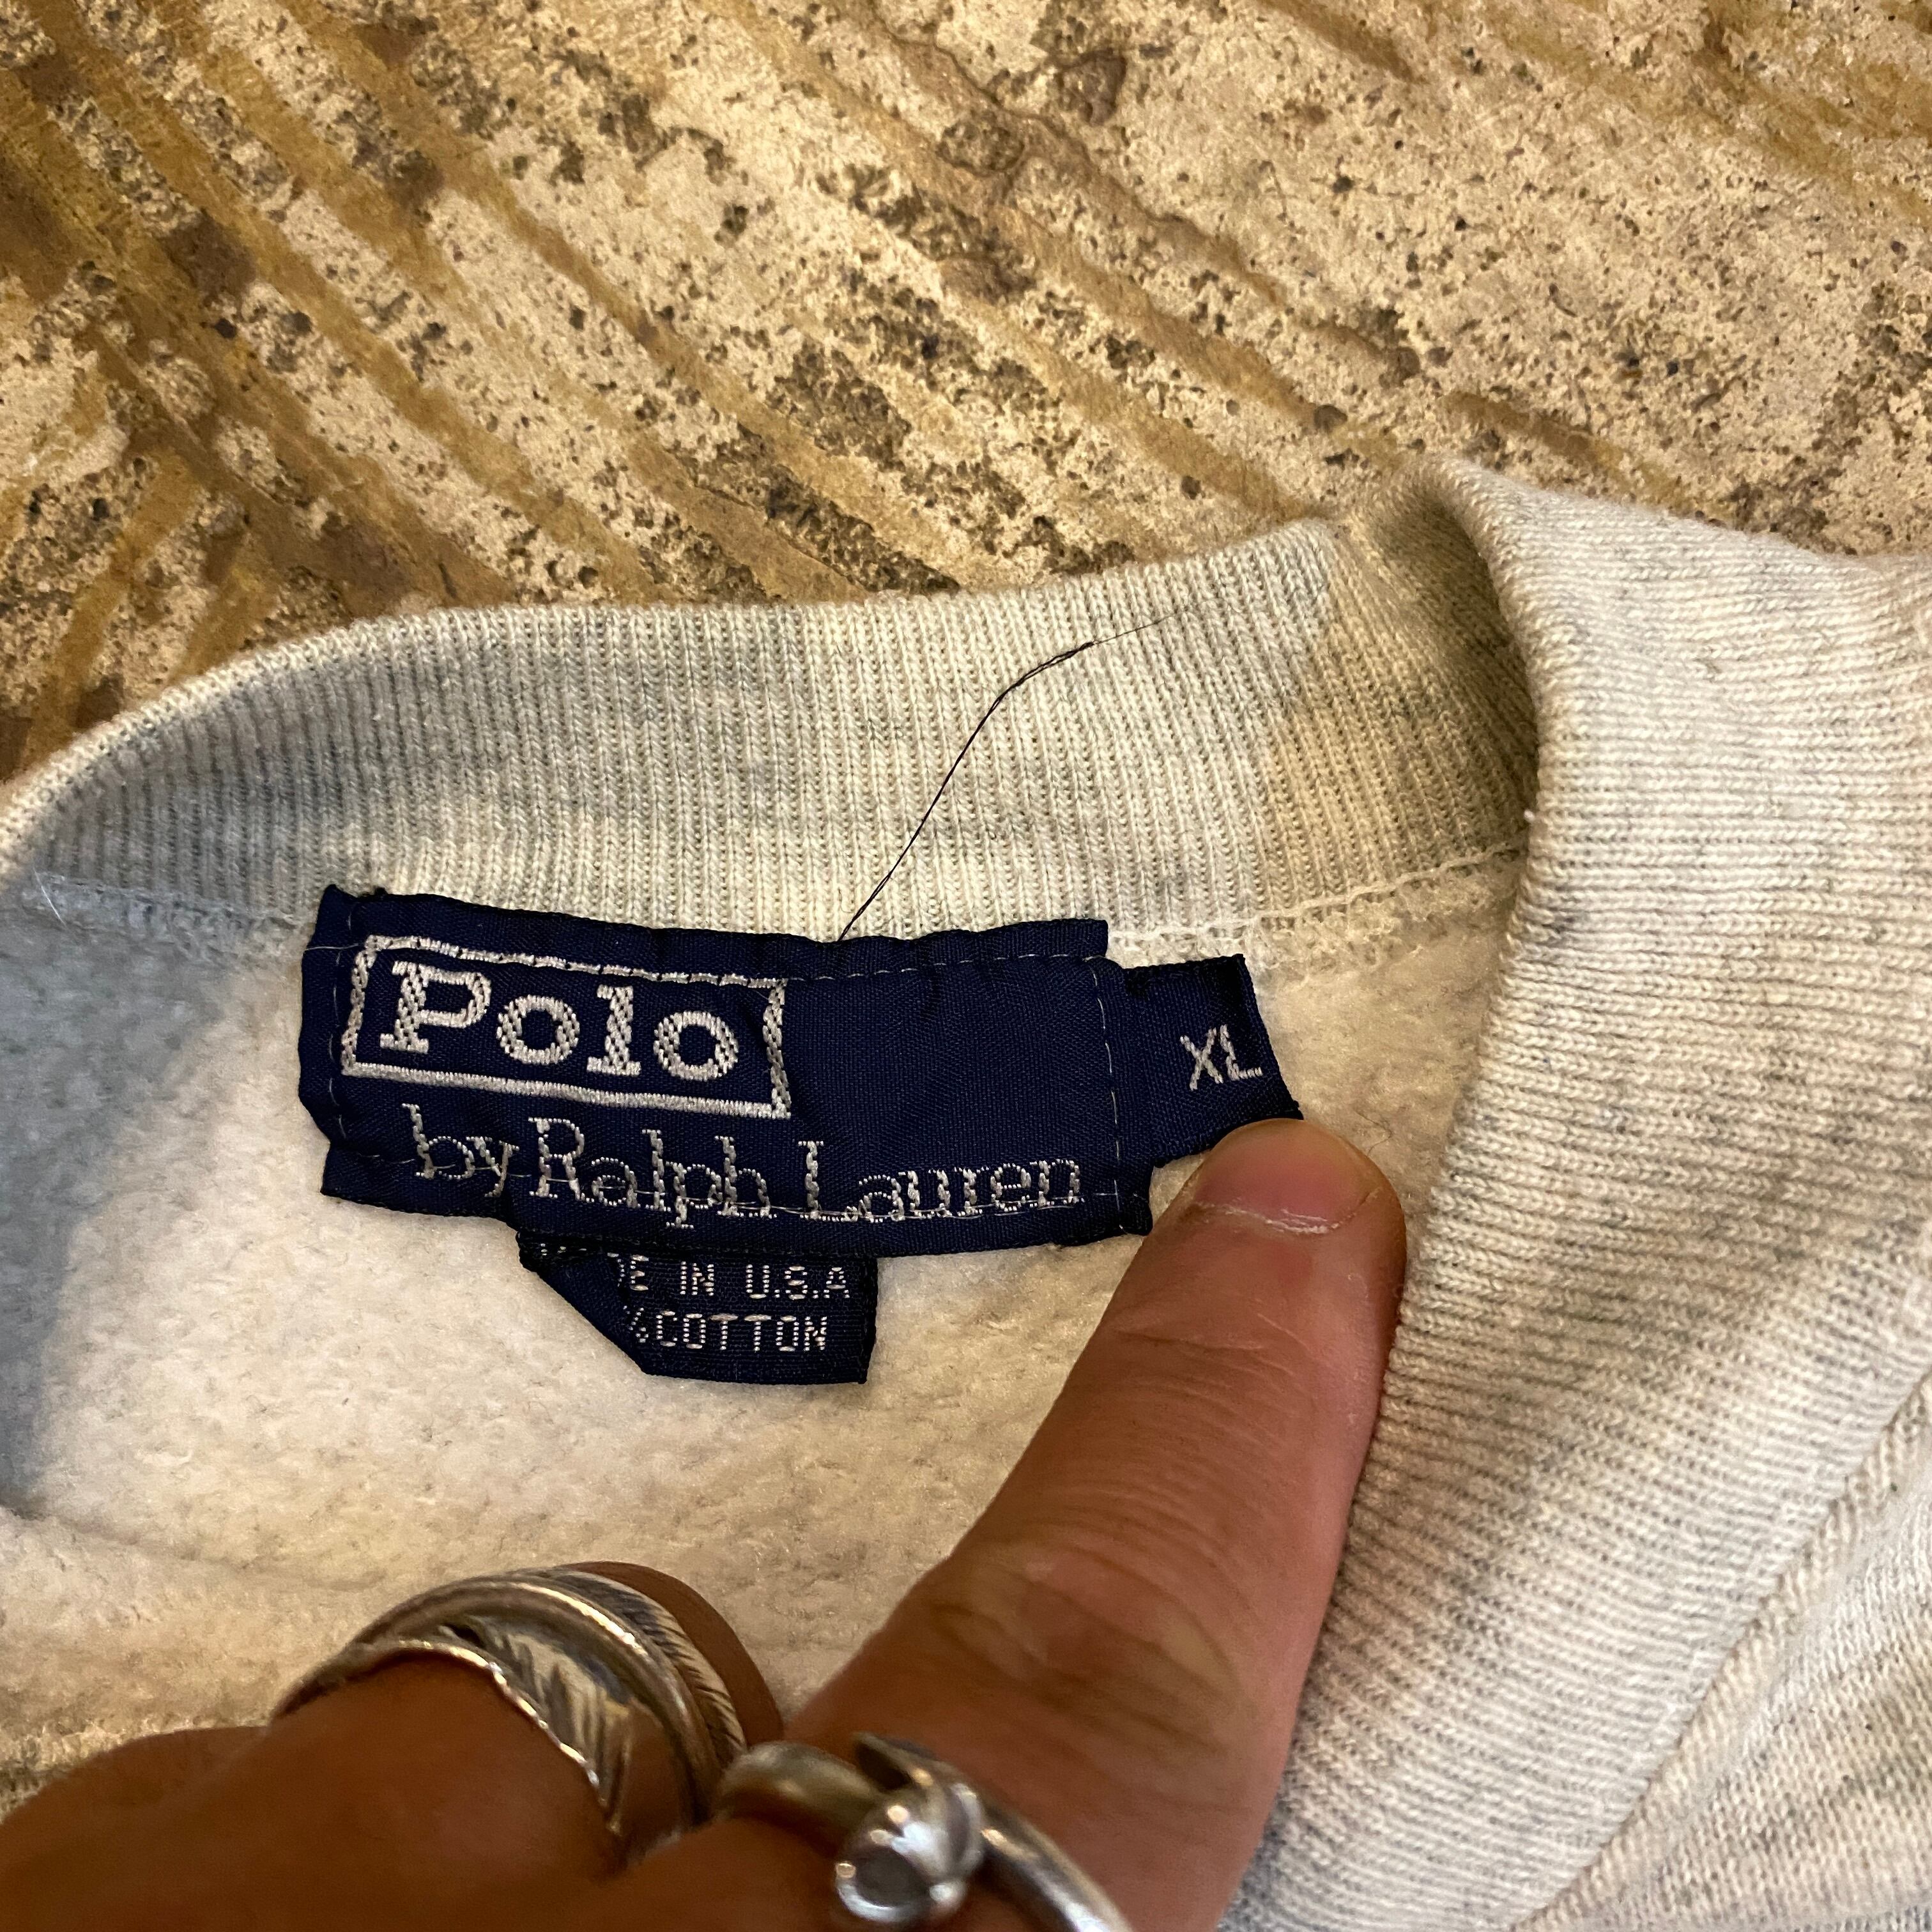 Polo
by Ralph Lauren
XL
DE IN U.S.A
%COTTON